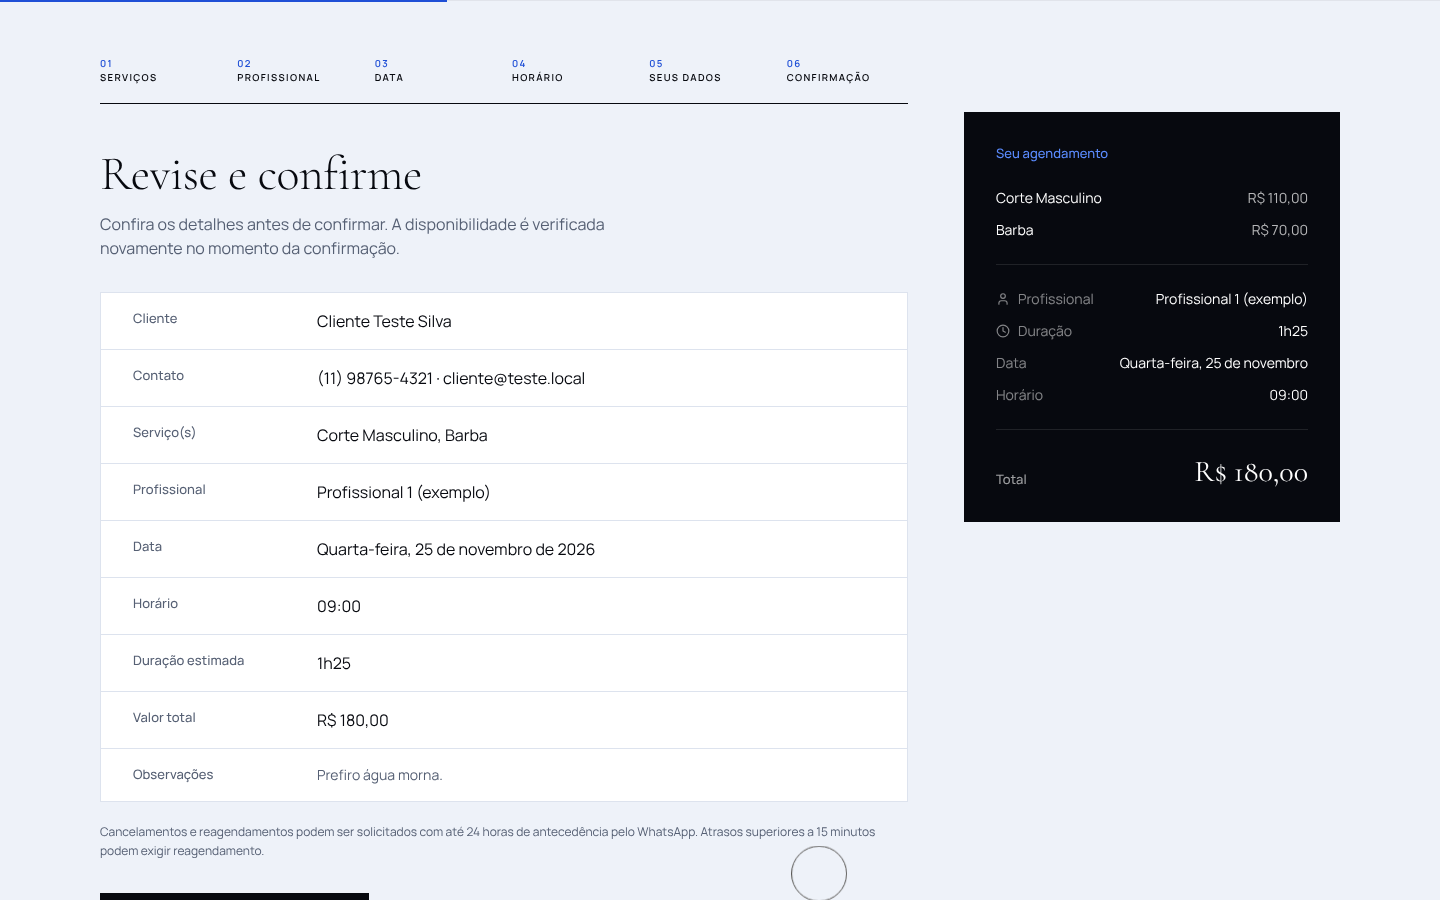 01
SERVIÇOS
02
PROFISSIONAL
03
DATA
04
HORÁRIO
05
SEUS DADOS
06
CONFIRMAÇÃO
Revise e confirme
Confira os detalhes antes de confirmar. A disponibilidade é verificada
novamente no momento da confirmação.
Cliente
Cliente Teste Silva
Contato
(11) 98765-4321 · cliente@teste.local
Serviço(s)
Corte Masculino, Barba
Profissional
Profissional 1 (exemplo)
Data
Quarta-feira, 25 de novembro de 2026
Horário
09:00
Duração estimada
1h25
Valor total
R$ 180,00
Observações
Prefiro água morna.
Cancelamentos e reagendamentos podem ser solicitados com até 24 horas de antecedência pelo WhatsApp. Atrasos superiores a 15 minutos
podem exigir reagendamento.
Seu agendamento
Corte Masculino R$ 110,00
Barba R$ 70,00
Profissional Profissional 1 (exemplo)
Duração 1h25
Data Quarta-feira, 25 de novembro
Horário 09:00
Total R$ 180,00